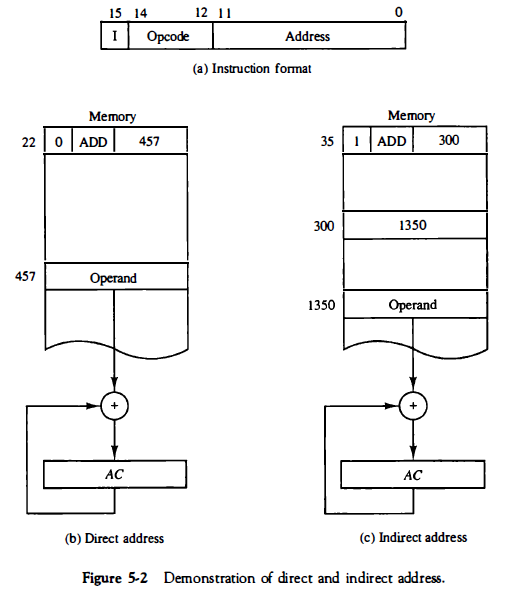 15 14 12 11 0
I Opcode Address
(a) Instruction format
Memory
22 0 ADD 457
457 Operand
+
AC
(b) Direct address
Memory
35 1 ADD 300
300 1350
1350 Operand
+
AC
(c) Indirect address
Figure 5-2 Demonstration of direct and indirect address.